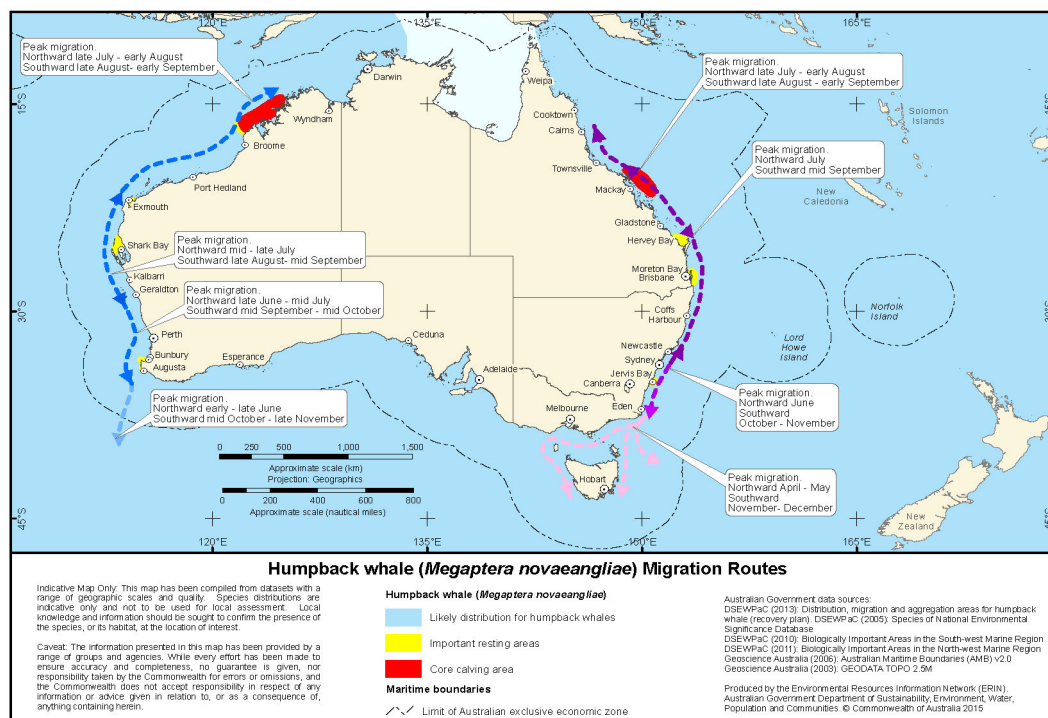 120°E
135°E
150°E
165°E
Peak migration.
Northward late July - early August
Southward late August- early September
Peak migration.
Northward late July - early August
Southward late August - early September
Darwin
Weipa
15°S
15°S
Wyndham
Cooktown
Cairns
Solomon
Islands
Broome
Peak migration.
Northward July
Southward mid September
Townsville
Port Hedland
Mackay
New
Caledonia
Exmouth
Gladstone
Peak migration.
Northward mid - late July
Southward late August- mid September
Shark Bay
Hervey Bay
Kalbarri
Moreton Bay
Brisbane
Geraldton
Peak migration.
Northward late June - mid July
Southward mid September - mid October
30°S
30°S
Coffs
Harbour
Norfolk
Island
Lord
Howe
Island
Perth
Ceduna
Newcastle
Bunbury
Esperance
Sydney
Augusta
Adelaide
Jervis Bay
Canberra
Peak migration.
Northward early - late June
Southward mid October - late November
Melbourne
Eden
Peak migration.
Northward June
Southward
October - November
0 250 500 1,000 1,500
Approximate scale (km)
Projection: Geographics
0 200 400 600 800
Approximate scale (nautical miles)
Hobart
Peak migration.
Northward April - May
Southward
November- December
New
Zealand
45°S
45°S
120°E
135°E
150°E
165°E
Humpback whale (Megaptera novaeangliae) Migration Routes
Indicative Map Only: This map has been compiled from datasets with a
range of geographic scales and quality. Species distributions are
indicative only and not to be used for local assessment. Local
knowledge and information should be sought to confirm the presence
of the species, or its habitat, at the location of interest.
Caveat: The information presented in this map has been provided by a
range of groups and agencies. While every effort has been made to
ensure accuracy and completeness, no guarantee is given, nor
responsibility taken by the Commonwealth for errors or omissions, and
the Commonwealth does not accept responsibility in respect of any
information or advice given in relation to, or as a consequence of,
anything containing herein.
Humpback whale (Megaptera novaeangliae)
Likely distribution for humpback whales
Important resting areas
Core calving area
Maritime boundaries
Limit of Australian exclusive economic zone
Australian Government data sources:
DSEWPaC (2013): Distribution, migration and aggregation areas for humpback
whale (recovery plan). DSEWPaC (2005): Species of National Environmental
Significance Database
DSEWPaC (2010): Biologically Important Areas in the South-west Marine Region
DSEWPaC (2011): Biologically Important Areas in the North-west Marine Region
Geoscience Australia (2006): Australian Maritime Boundaries (AMB) v2.0
Geoscience Australia (2003): GEODATA TOPO 2.5M
Produced by the Environmental Resources Information Network (ERIN).
Australian Government Department of Sustainability, Environment, Water,
Population and Communities. © Commonwealth of Australia 2015